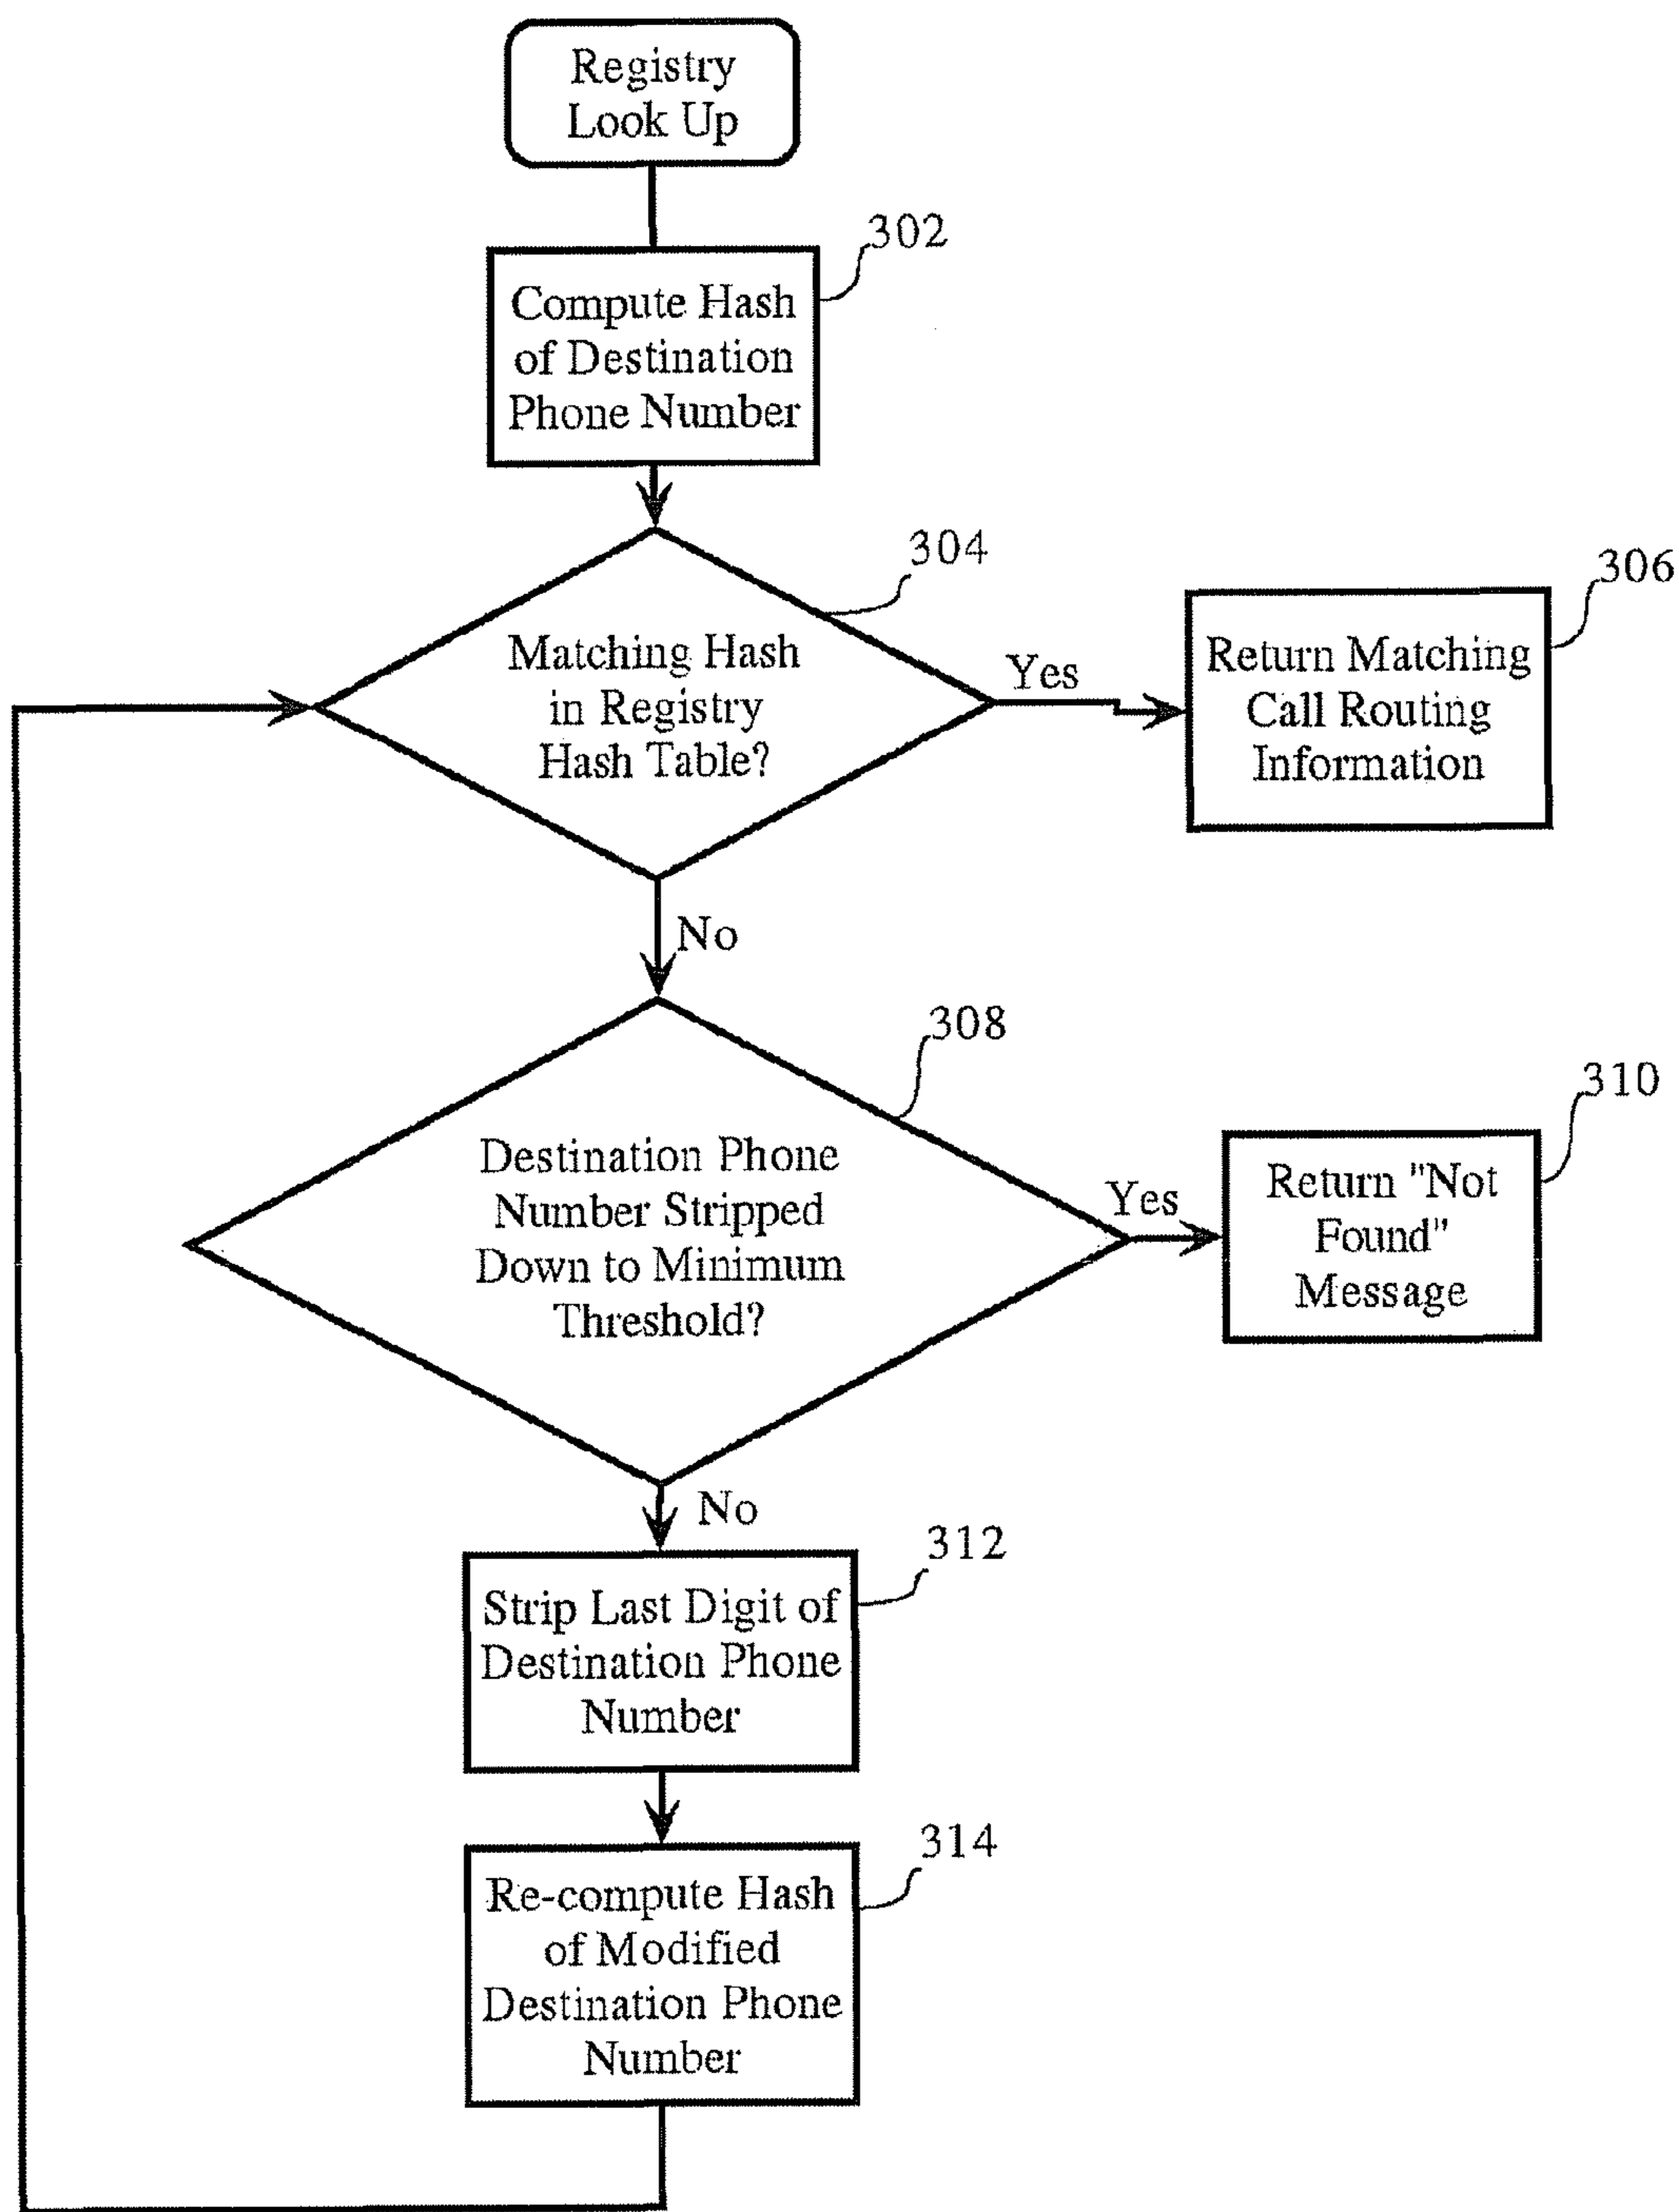 Registry
Look Up
302
Compute Hash
of Destination
Phone Number
304
Matching Hash
in Registry
Hash Table?
Yes
306
Return Matching
Call Routing
Information
No
308
Destination Phone
Number Stripped
Down to Minimum
Threshold?
Yes
310
Return "Not
Found"
Message
No
312
Strip Last Digit of
Destination Phone
Number
314
Re-compute Hash
of Modified
Destination Phone
Number